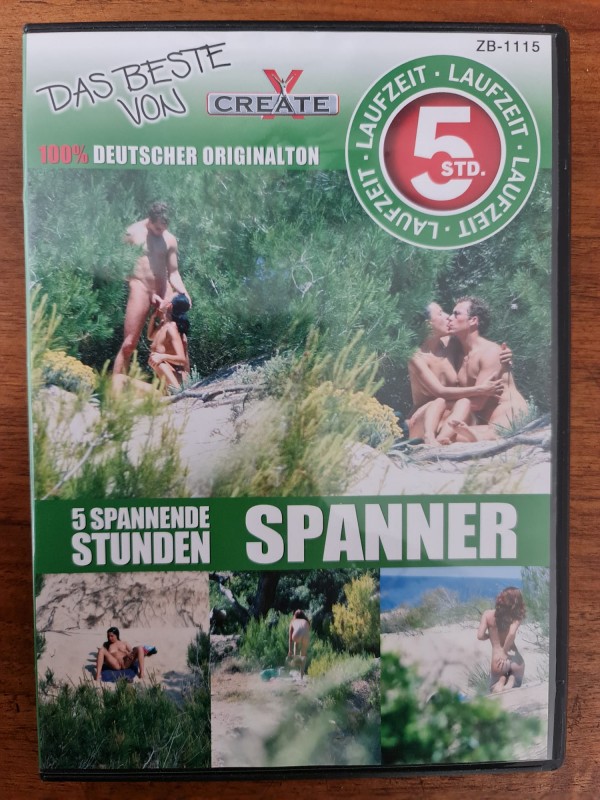 ZB-1115
DAS BESTE
VON
CREATE X
100% DEUTSCHER ORIGINALTON
LAUFZEIT · LAUFZEIT · LAUFZEIT · LAUFZEIT ·
5
STD.
5 SPANNENDE
STUNDEN
SPANNER